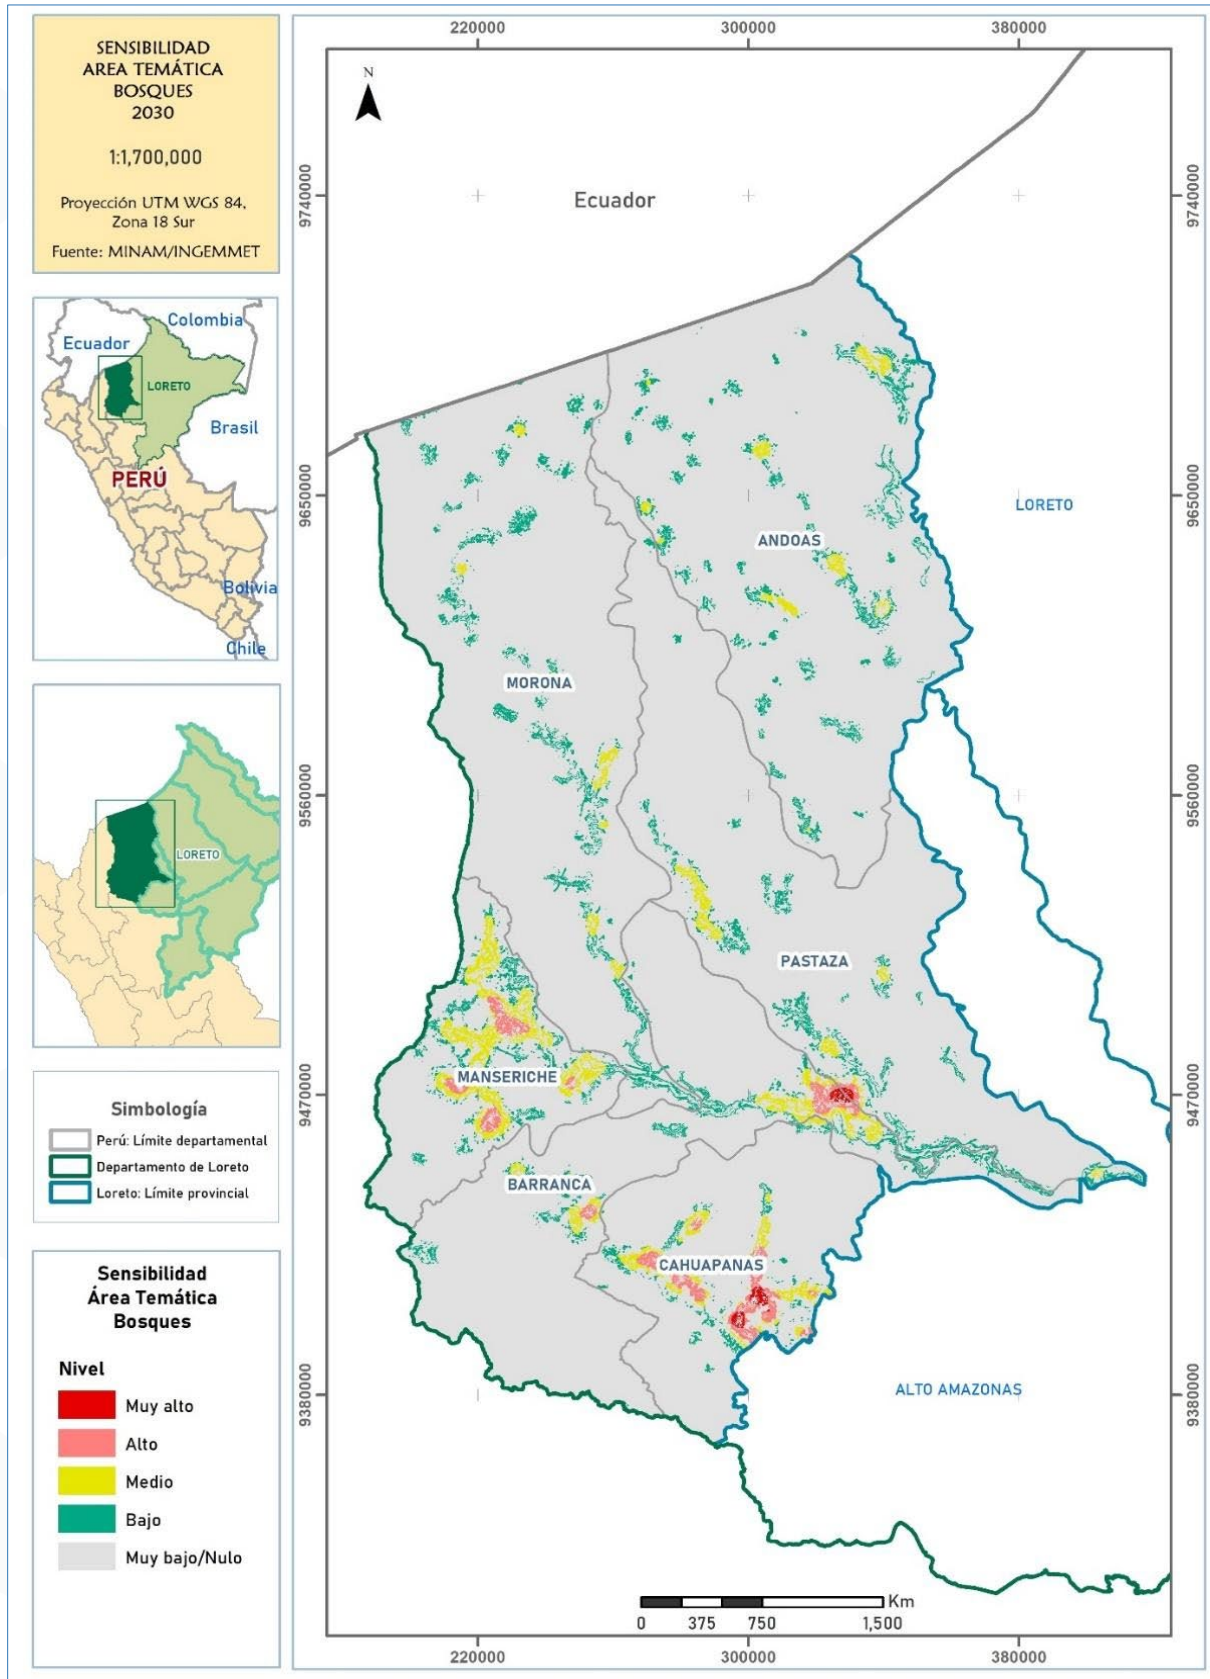 SENSIBILIDAD
AREA TEMÁTICA
BOSQUES
2030
1:1,700,000
Proyección UTM WGS 84,
Zona 18 Sur
Fuente: MINAM/INGEMMET
Colombia
Ecuador
LORETO
Brasil
PERÚ
Bolivia
Chile
LORETO
Simbología
Perú: Límite departamental
Departamento de Loreto
Loreto: Límite provincial
Sensibilidad
Área Temática
Bosques
Nivel
Muy alto
Alto
Medio
Bajo
Muy bajo/Nulo
220000 300000 380000
N
Ecuador
9740000 9740000
9650000 9650000
LORETO
ANDOAS
MORONA
9560000 9560000
PASTAZA
MANSERICHE
9470000 9470000
BARRANCA
CAHUAPANAS
9380000 9380000
ALTO AMAZONAS
Km
0 375 750 1,500
220000 300000 380000